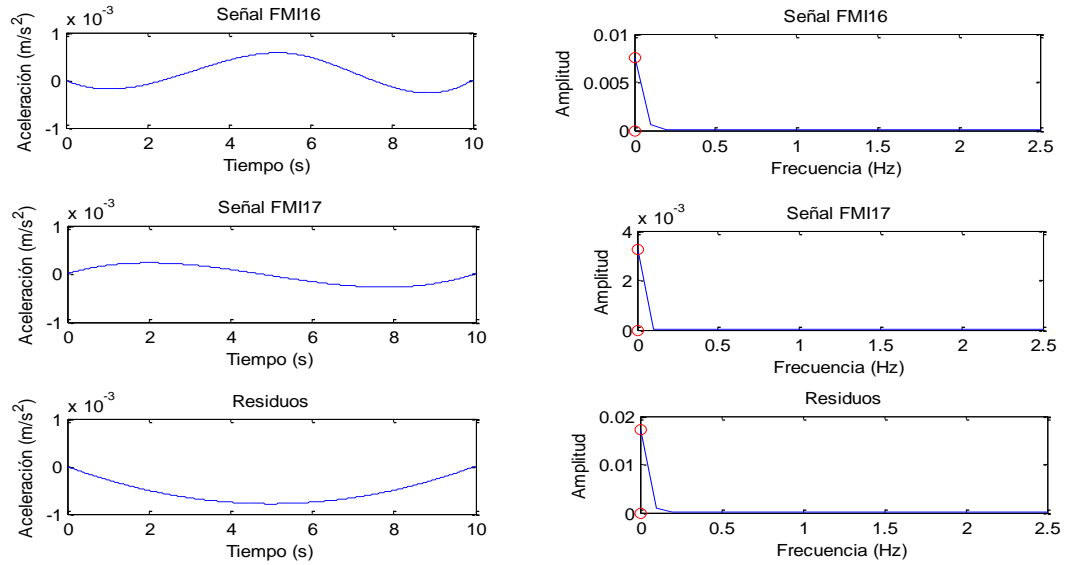 Señal FMI16
x 10-3
Aceleración (m/s2)
1
0
-1
0 2 4 6 8 10
Tiempo (s)
Señal FMI16
Amplitud
0.01
0.005
0
0 0.5 1 1.5 2 2.5
Frecuencia (Hz)
Señal FMI17
x 10-3
Aceleración (m/s2)
1
0
-1
0 2 4 6 8 10
Tiempo (s)
Señal FMI17
x 10-3
Amplitud
4
2
0
0 0.5 1 1.5 2 2.5
Frecuencia (Hz)
Residuos
x 10-3
Aceleración (m/s2)
1
0
-1
0 2 4 6 8 10
Tiempo (s)
Residuos
Amplitud
0.02
0.01
0
0 0.5 1 1.5 2 2.5
Frecuencia (Hz)